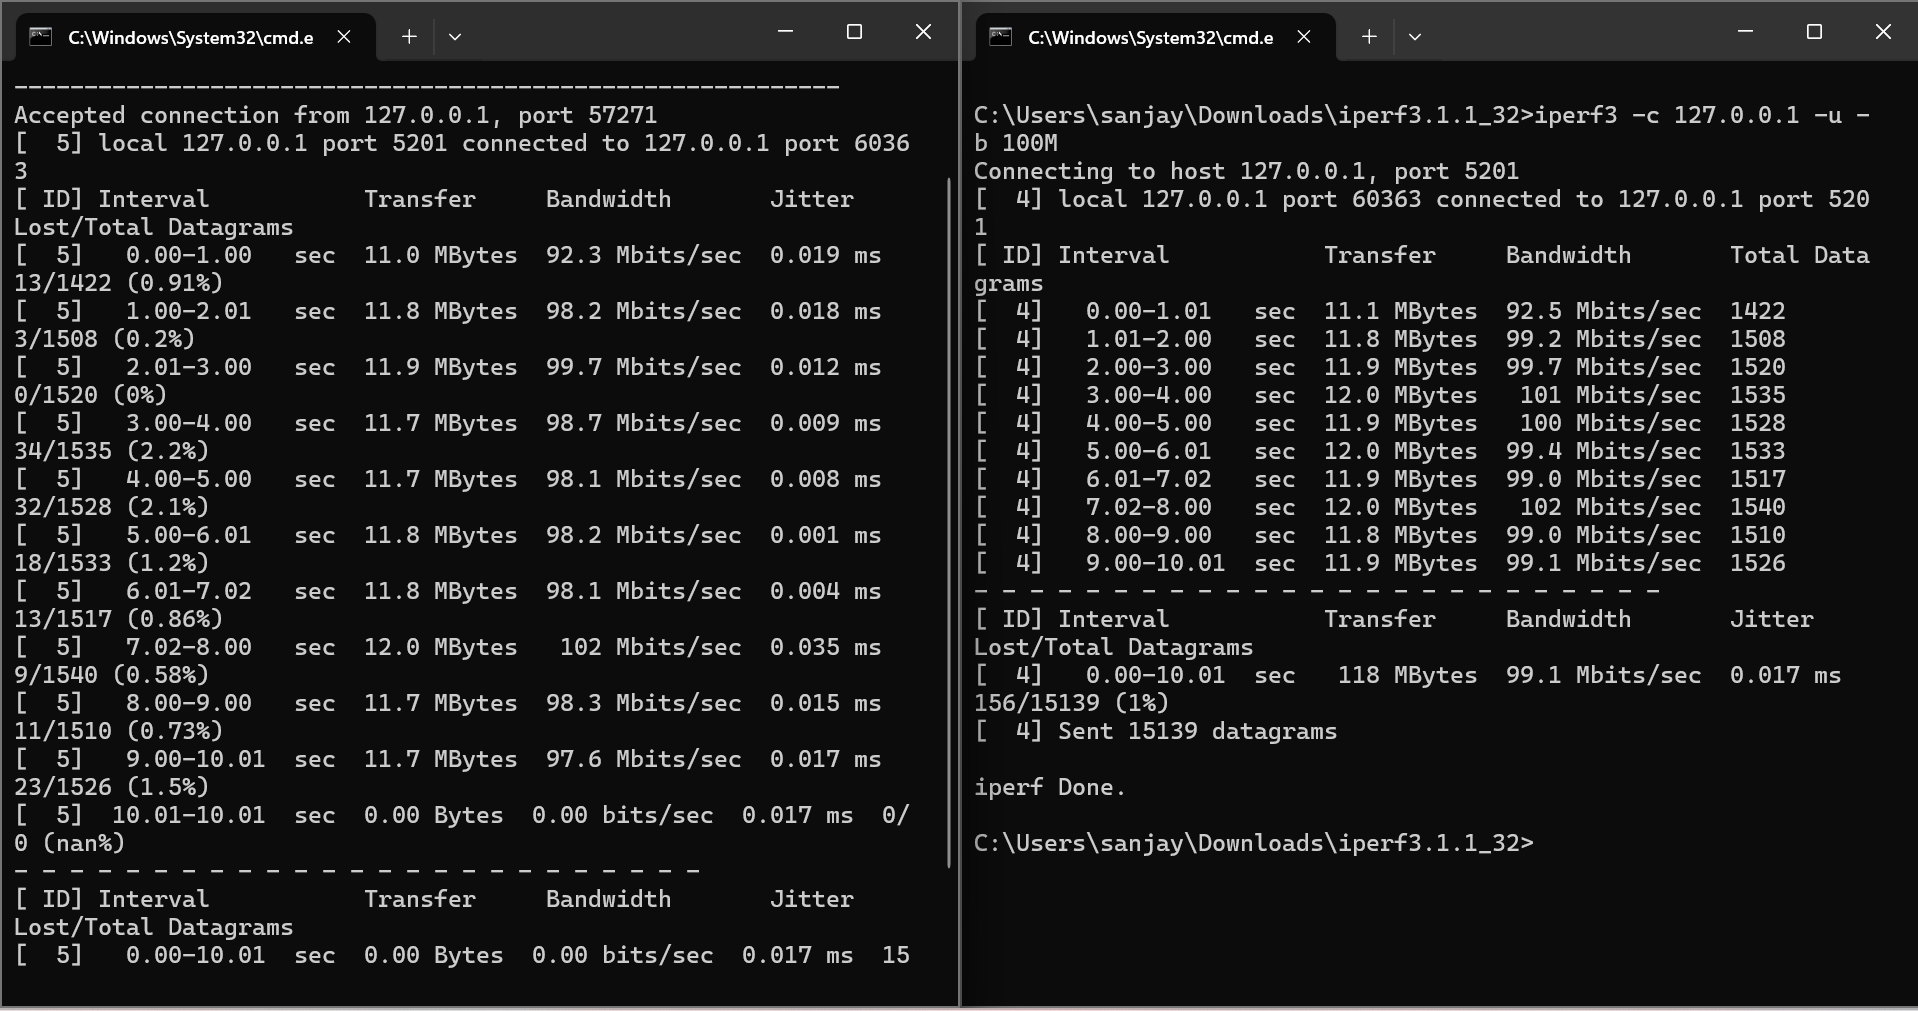 C:\Windows\System32\cmd.e
------------------------------------------------------------
Accepted connection from 127.0.0.1, port 57271
[  5] local 127.0.0.1 port 5201 connected to 127.0.0.1 port 6036
3
[ ID] Interval           Transfer     Bandwidth       Jitter
Lost/Total Datagrams
[  5]   0.00-1.00   sec  11.0 MBytes  92.3 Mbits/sec  0.019 ms
13/1422 (0.91%)
[  5]   1.00-2.01   sec  11.8 MBytes  98.2 Mbits/sec  0.018 ms
3/1508 (0.2%)
[  5]   2.01-3.00   sec  11.9 MBytes  99.7 Mbits/sec  0.012 ms
0/1520 (0%)
[  5]   3.00-4.00   sec  11.7 MBytes  98.7 Mbits/sec  0.009 ms
34/1535 (2.2%)
[  5]   4.00-5.00   sec  11.7 MBytes  98.1 Mbits/sec  0.008 ms
32/1528 (2.1%)
[  5]   5.00-6.01   sec  11.8 MBytes  98.2 Mbits/sec  0.001 ms
18/1533 (1.2%)
[  5]   6.01-7.02   sec  11.8 MBytes  98.1 Mbits/sec  0.004 ms
13/1517 (0.86%)
[  5]   7.02-8.00   sec  12.0 MBytes   102 Mbits/sec  0.035 ms
9/1540 (0.58%)
[  5]   8.00-9.00   sec  11.7 MBytes  98.3 Mbits/sec  0.015 ms
11/1510 (0.73%)
[  5]   9.00-10.01  sec  11.7 MBytes  97.6 Mbits/sec  0.017 ms
23/1526 (1.5%)
[  5]  10.01-10.01  sec  0.00 Bytes  0.00 bits/sec  0.017 ms  0/
0 (nan%)
- - - - - - - - - - - - - - - - - - - - - - - - -
[ ID] Interval           Transfer     Bandwidth       Jitter
Lost/Total Datagrams
[  5]   0.00-10.01  sec  0.00 Bytes  0.00 bits/sec  0.017 ms  15
C:\Windows\System32\cmd.e
C:\Users\sanjay\Downloads\iperf3.1.1_32>iperf3 -c 127.0.0.1 -u -
b 100M
Connecting to host 127.0.0.1, port 5201
[  4] local 127.0.0.1 port 60363 connected to 127.0.0.1 port 520
1
[ ID] Interval           Transfer     Bandwidth       Total Data
grams
[  4]   0.00-1.01   sec  11.1 MBytes  92.5 Mbits/sec  1422
[  4]   1.01-2.00   sec  11.8 MBytes  99.2 Mbits/sec  1508
[  4]   2.00-3.00   sec  11.9 MBytes  99.7 Mbits/sec  1520
[  4]   3.00-4.00   sec  12.0 MBytes   101 Mbits/sec  1535
[  4]   4.00-5.00   sec  11.9 MBytes   100 Mbits/sec  1528
[  4]   5.00-6.01   sec  12.0 MBytes  99.4 Mbits/sec  1533
[  4]   6.01-7.02   sec  11.9 MBytes  99.0 Mbits/sec  1517
[  4]   7.02-8.00   sec  12.0 MBytes   102 Mbits/sec  1540
[  4]   8.00-9.00   sec  11.8 MBytes  99.0 Mbits/sec  1510
[  4]   9.00-10.01  sec  11.9 MBytes  99.1 Mbits/sec  1526
- - - - - - - - - - - - - - - - - - - - - - - - -
[ ID] Interval           Transfer     Bandwidth       Jitter
Lost/Total Datagrams
[  4]   0.00-10.01  sec   118 MBytes  99.1 Mbits/sec  0.017 ms
156/15139 (1%)
[  4] Sent 15139 datagrams
iperf Done.
C:\Users\sanjay\Downloads\iperf3.1.1_32>